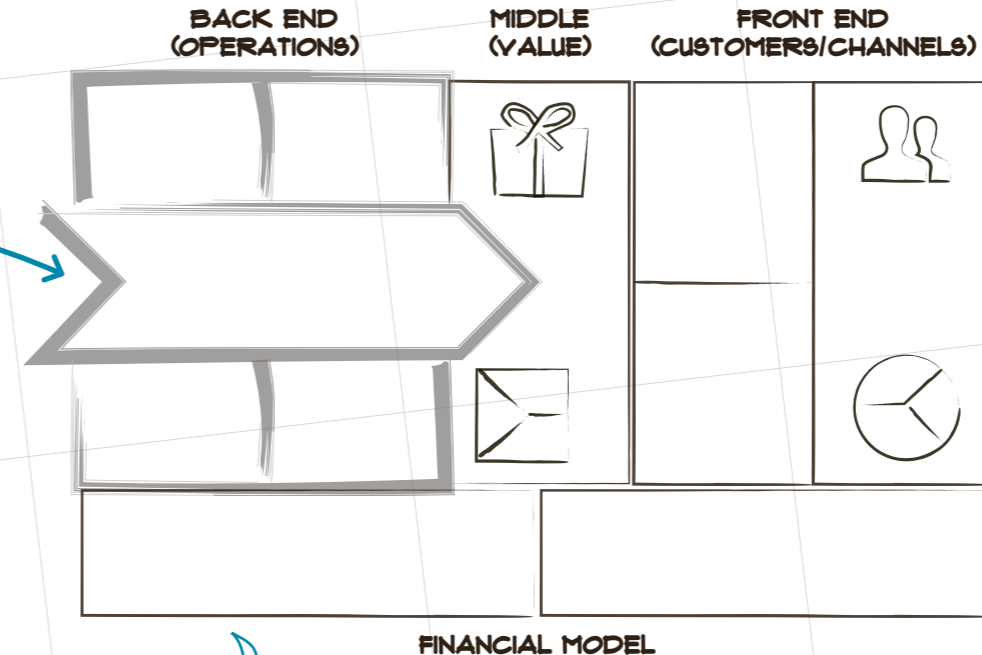 BACK END
(OPERATIONS)
MIDDLE
(VALUE)
FRONT END
(CUSTOMERS/CHANNELS)
FINANCIAL MODEL